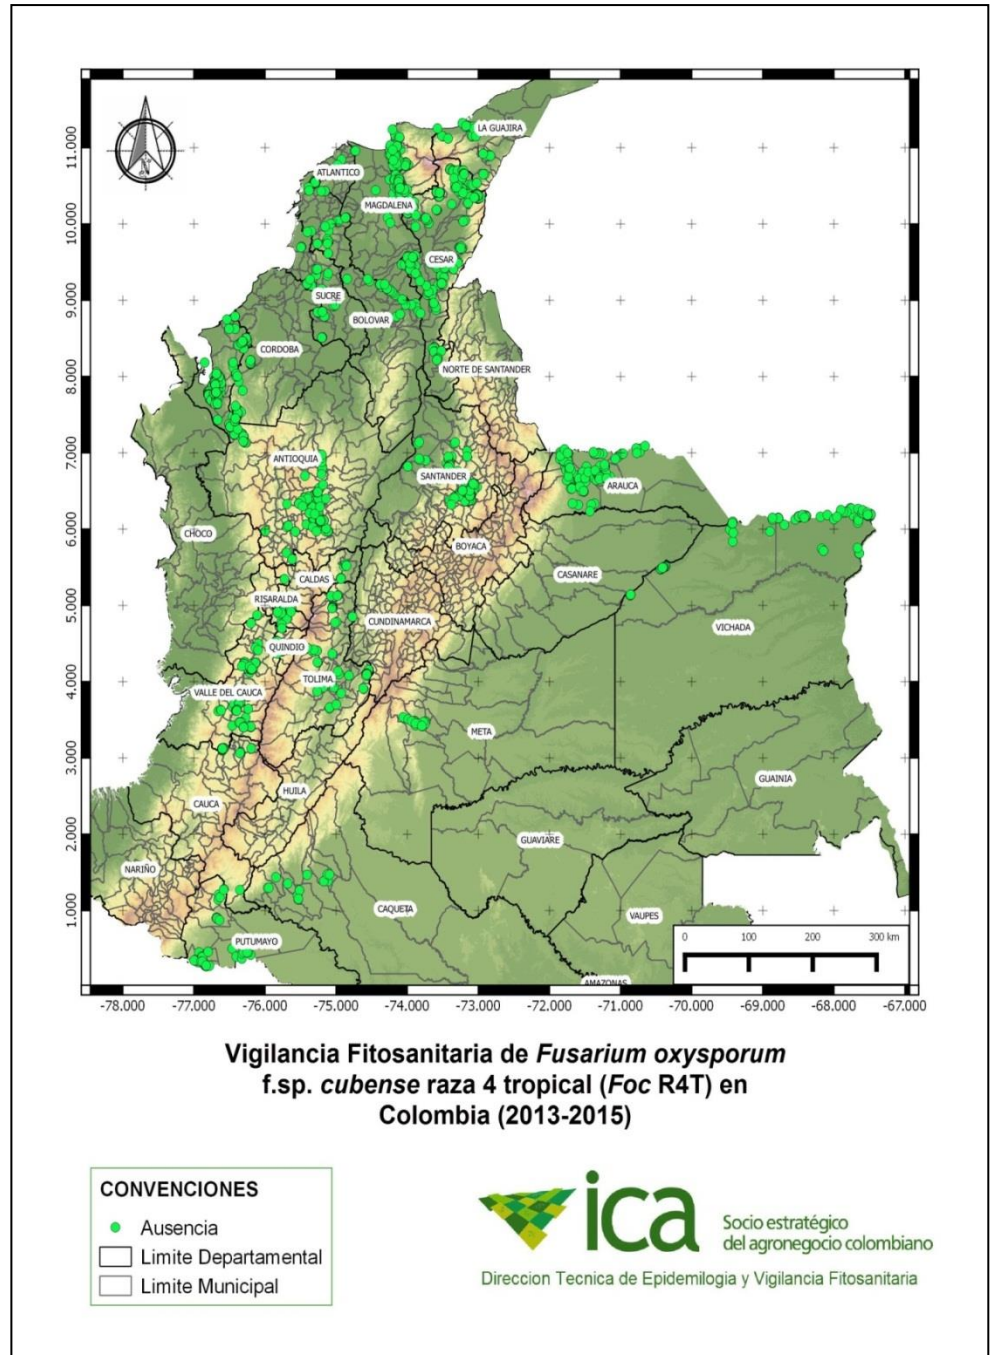 N
LA GUAJIRA
ATLANTICO
MAGDALENA
CESAR
SUCRE
BOLOVAR
CORDOBA
NORTE DE SANTANDER
ANTIOQUIA
SANTANDER
ARAUCA
CHOCO
BOYACA
CALDAS
CASANARE
RISARALDA
CUNDINAMARCA
VICHADA
QUINDIO
TOLIMA
VALLE DEL CAUCA
META
GUAINIA
HUILA
CAUCA
GUAVIARE
NARIÑO
CAQUETA
VAUPES
PUTUMAYO
AMAZONAS
11.000
10.000
9.000
8.000
7.000
6.000
5.000
4.000
3.000
2.000
1.000
0 100 200 300 km
-78.000 -77.000 -76.000 -75.000 -74.000 -73.000 -72.000 -71.000 -70.000 -69.000 -68.000 -67.000
Vigilancia Fitosanitaria de Fusarium oxysporum
f.sp. cubense raza 4 tropical (Foc R4T) en
Colombia (2013-2015)
CONVENCIONES
Ausencia
Limite Departamental
Limite Municipal
ica
Socio estratégico
del agronegocio colombiano
Direccion Tecnica de Epidemilogia y Vigilancia Fitosanitaria